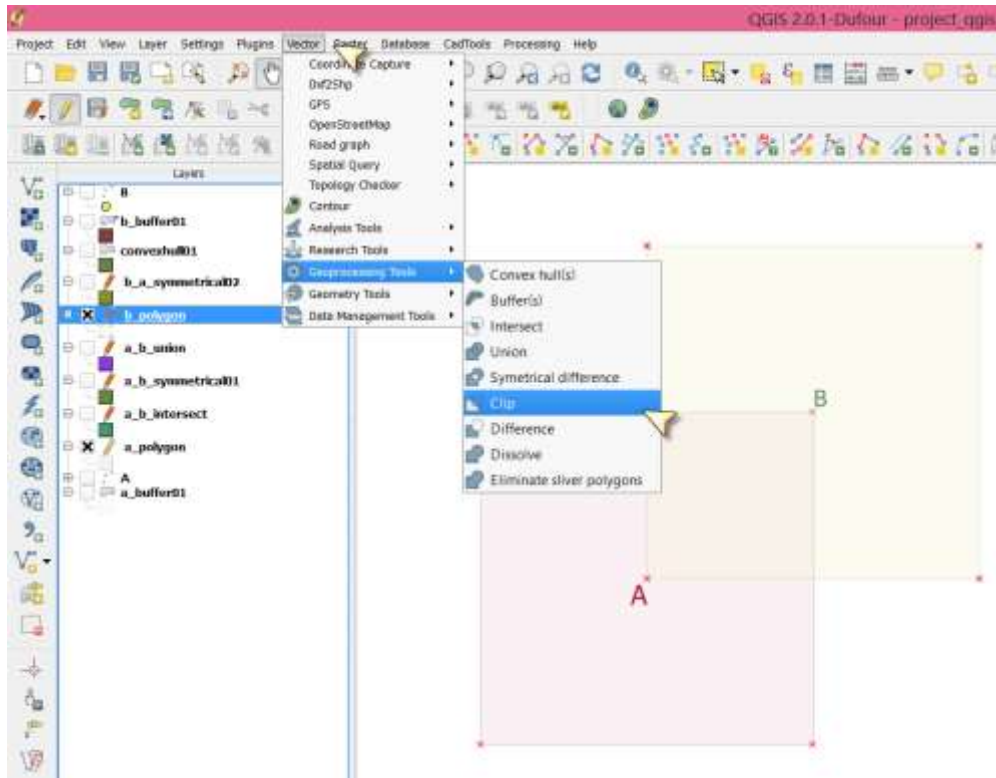 QGIS 2.0.1-Dufour - project_qgis
Project Edit View Layer Settings Plugins Vector Raster Database CadTools Processing Help
Coordinate Capture
Dxf2Shp
GPS
OpenStreetMap
Road graph
Spatial Query
Topology Checker
Contour
Analysis Tools
Research Tools
Geoprocessing Tools
Geometry Tools
Data Management Tools
Convex hull(s)
Buffer(s)
Intersect
Union
Symetrical difference
Clip
Difference
Dissolve
Eliminate sliver polygons
Layers
B
b_buffer01
convexhull01
b_a_symmetrical02
b_polygon
a_b_union
a_b_symmetrical01
a_b_intersect
a_polygon
A
a_buffer01
B
A